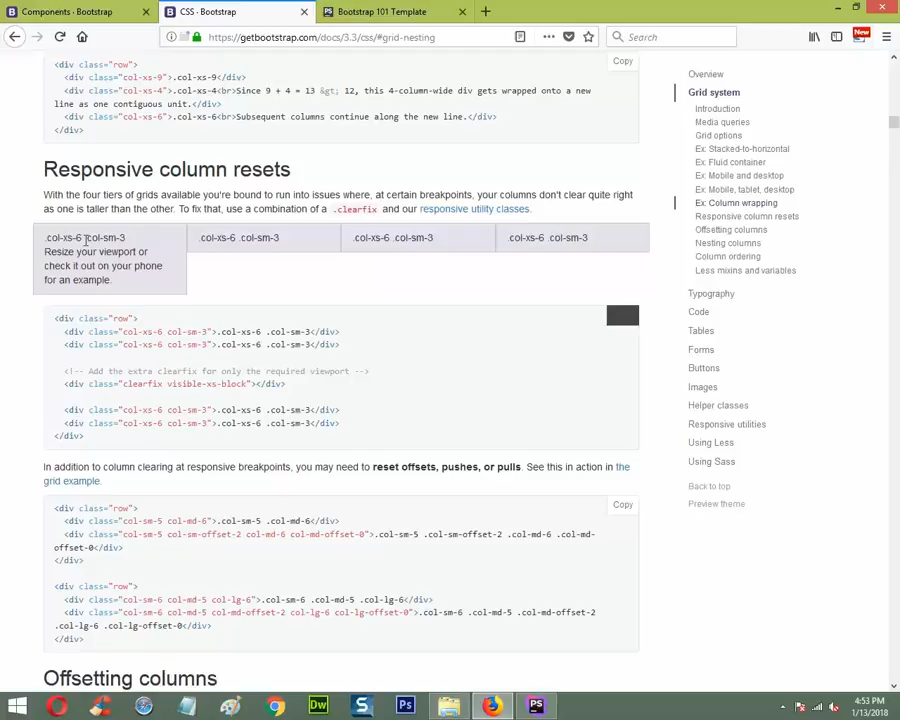 Components · Bootstrap
CSS · Bootstrap
Bootstrap 101 Template
https://getbootstrap.com/docs/3.3/css/#grid-nesting
Search
New
<div class="row">
<div class="col-xs-9">.col-xs-9</div>
<div class="col-xs-4">.col-xs-4<br>Since 9 + 4 = 13 &gt; 12, this 4-column-wide div gets wrapped onto a new
line as one contiguous unit.</div>
<div class="col-xs-6">.col-xs-6<br>Subsequent columns continue along the new line.</div>
</div>
Copy
Responsive column resets
With the four tiers of grids available you're bound to run into issues where, at certain breakpoints, your columns don't clear quite right
as one is taller than the other. To fix that, use a combination of a .clearfix and our responsive utility classes.
.col-xs-6 .col-sm-3
Resize your viewport or
check it out on your phone
for an example.
.col-xs-6 .col-sm-3
.col-xs-6 .col-sm-3
.col-xs-6 .col-sm-3
<div class="row">
<div class="col-xs-6 col-sm-3">.col-xs-6 .col-sm-3</div>
<div class="col-xs-6 col-sm-3">.col-xs-6 .col-sm-3</div>
<!-- Add the extra clearfix for only the required viewport -->
<div class="clearfix visible-xs-block"></div>
<div class="col-xs-6 col-sm-3">.col-xs-6 .col-sm-3</div>
<div class="col-xs-6 col-sm-3">.col-xs-6 .col-sm-3</div>
</div>
In addition to column clearing at responsive breakpoints, you may need to reset offsets, pushes, or pulls. See this in action in the
grid example.
<div class="row">
<div class="col-sm-5 col-md-6">.col-sm-5 .col-md-6</div>
<div class="col-sm-5 col-sm-offset-2 col-md-6 col-md-offset-0">.col-sm-5 .col-sm-offset-2 .col-md-6 .col-md-
offset-0</div>
</div>
<div class="row">
<div class="col-sm-6 col-md-5 col-lg-6">.col-sm-6 .col-md-5 .col-lg-6</div>
<div class="col-sm-6 col-md-5 col-md-offset-2 col-lg-6 col-lg-offset-0">.col-sm-6 .col-md-5 .col-md-offset-2
.col-lg-6 .col-lg-offset-0</div>
</div>
Copy
Offsetting columns
Overview
Grid system
Introduction
Media queries
Grid options
Ex: Stacked-to-horizontal
Ex: Fluid container
Ex: Mobile and desktop
Ex: Mobile, tablet, desktop
Ex: Column wrapping
Responsive column resets
Offsetting columns
Nesting columns
Column ordering
Less mixins and variables
Typography
Code
Tables
Forms
Buttons
Images
Helper classes
Responsive utilities
Using Less
Using Sass
Back to top
Preview theme
Dw
S
Ps
PS
4:53 PM
1/13/2018